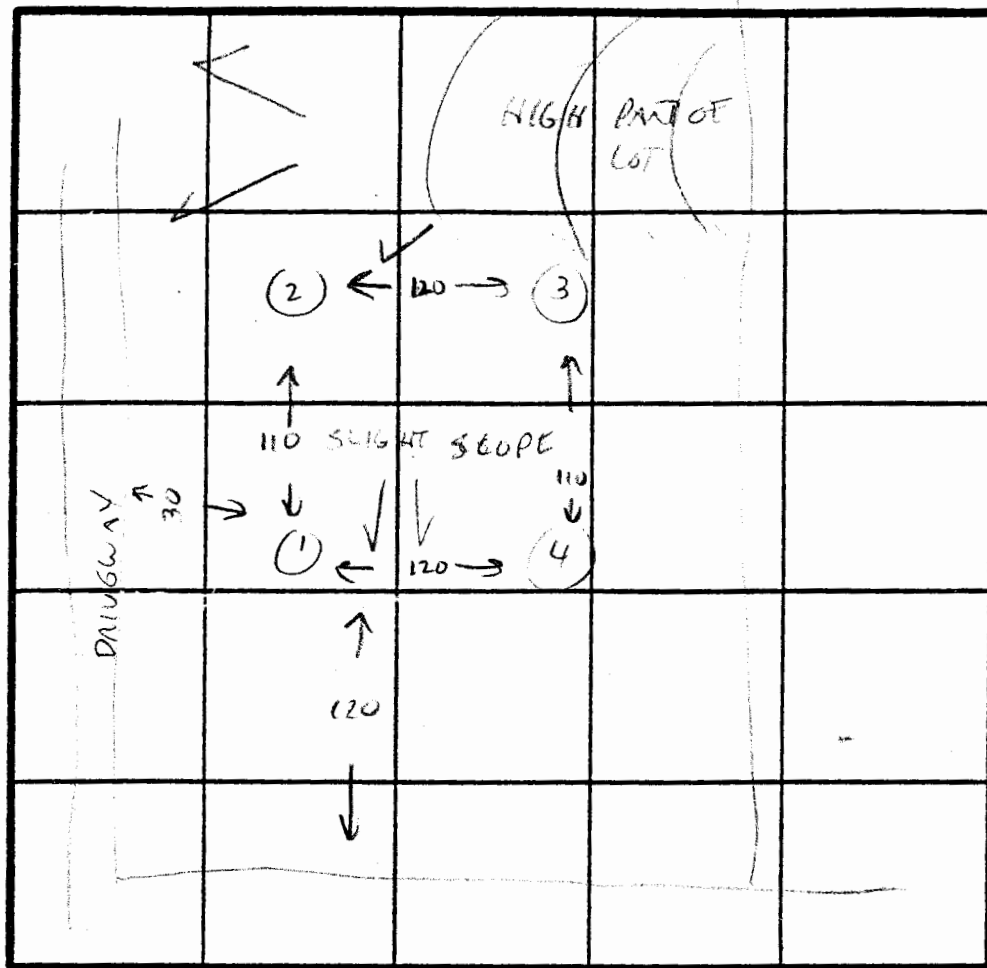 HIGH PART OF
LOT
2 120 3
110 SLIGHT SLOPE
110
DRIVEWAY
30
1 120 4
120